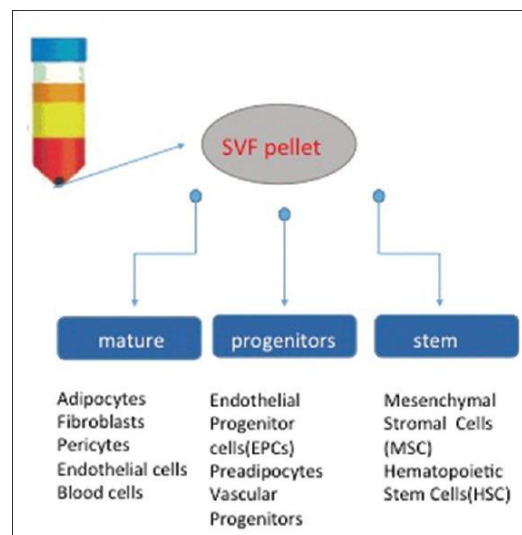 SVF pellet
mature
progenitors
stem
Adipocytes
Fibroblasts
Pericytes
Endothelial cells
Blood cells
Endothelial
Progenitor
cells(EPCs)
Preadipocytes
Vascular
Progenitors
Mesenchymal
Stromal Cells
(MSC)
Hematopoietic
Stem Cells(HSC)